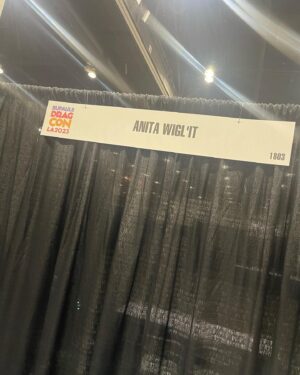 RUPAUL'S
DRAG
CON
LA2023
ANITA WIGL'IT
1803